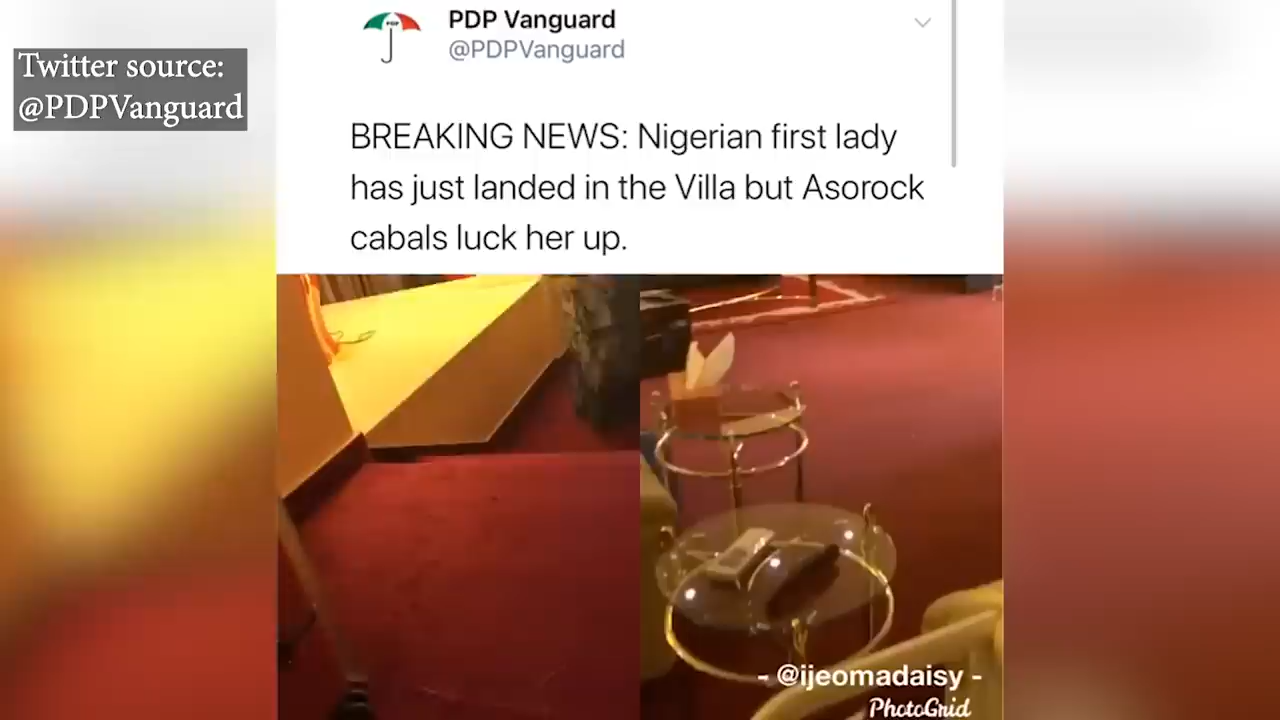 Twitter source:
@PDPVanguard
PDP
PDP Vanguard
@PDPVanguard
BREAKING NEWS: Nigerian first lady
has just landed in the Villa but Asorock
cabals luck her up.
- @ijeomadaisy -
PhotoGrid